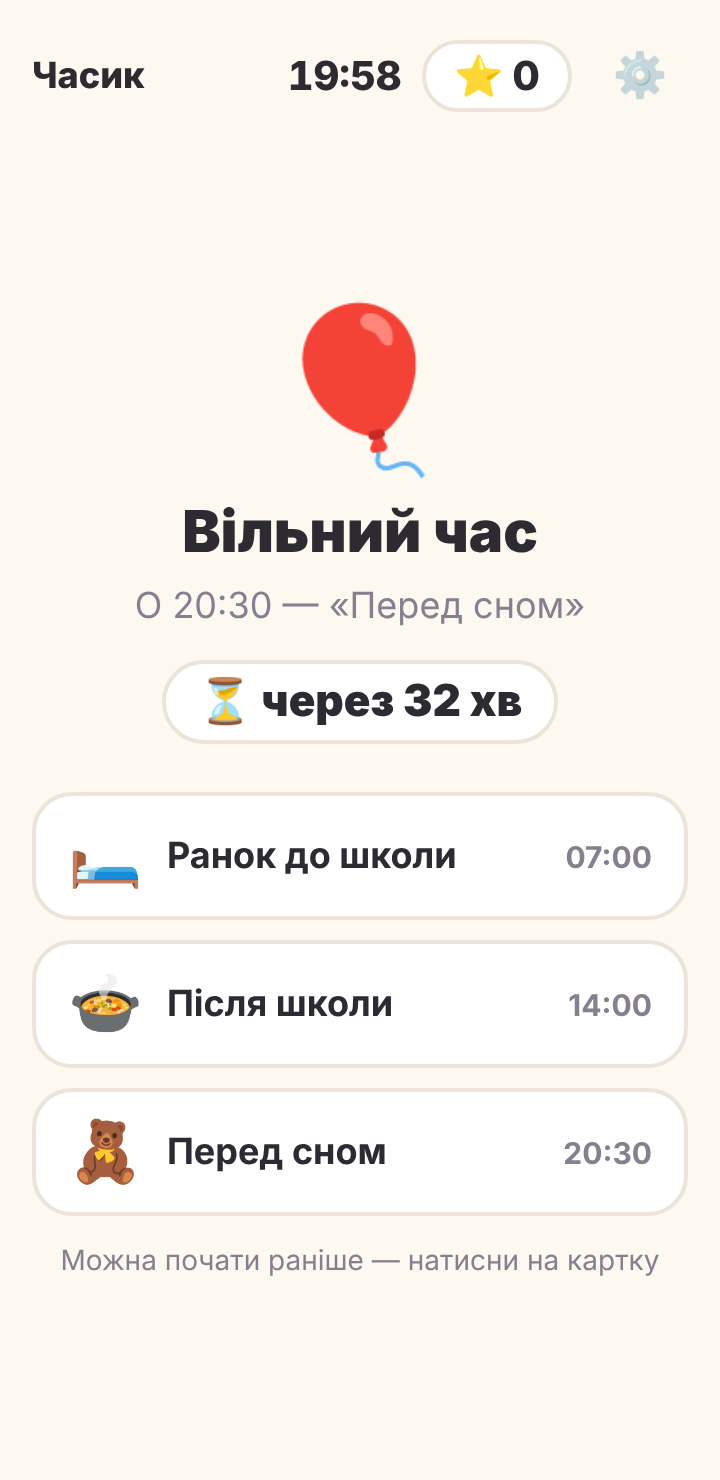 Часик 19:58 ⭐ 0 ⚙️
Вільний час
О 20:30 — «Перед сном»
⏳ через 32 хв
Ранок до школи 07:00
Після школи 14:00
Перед сном 20:30
Можна почати раніше — натисни на картку